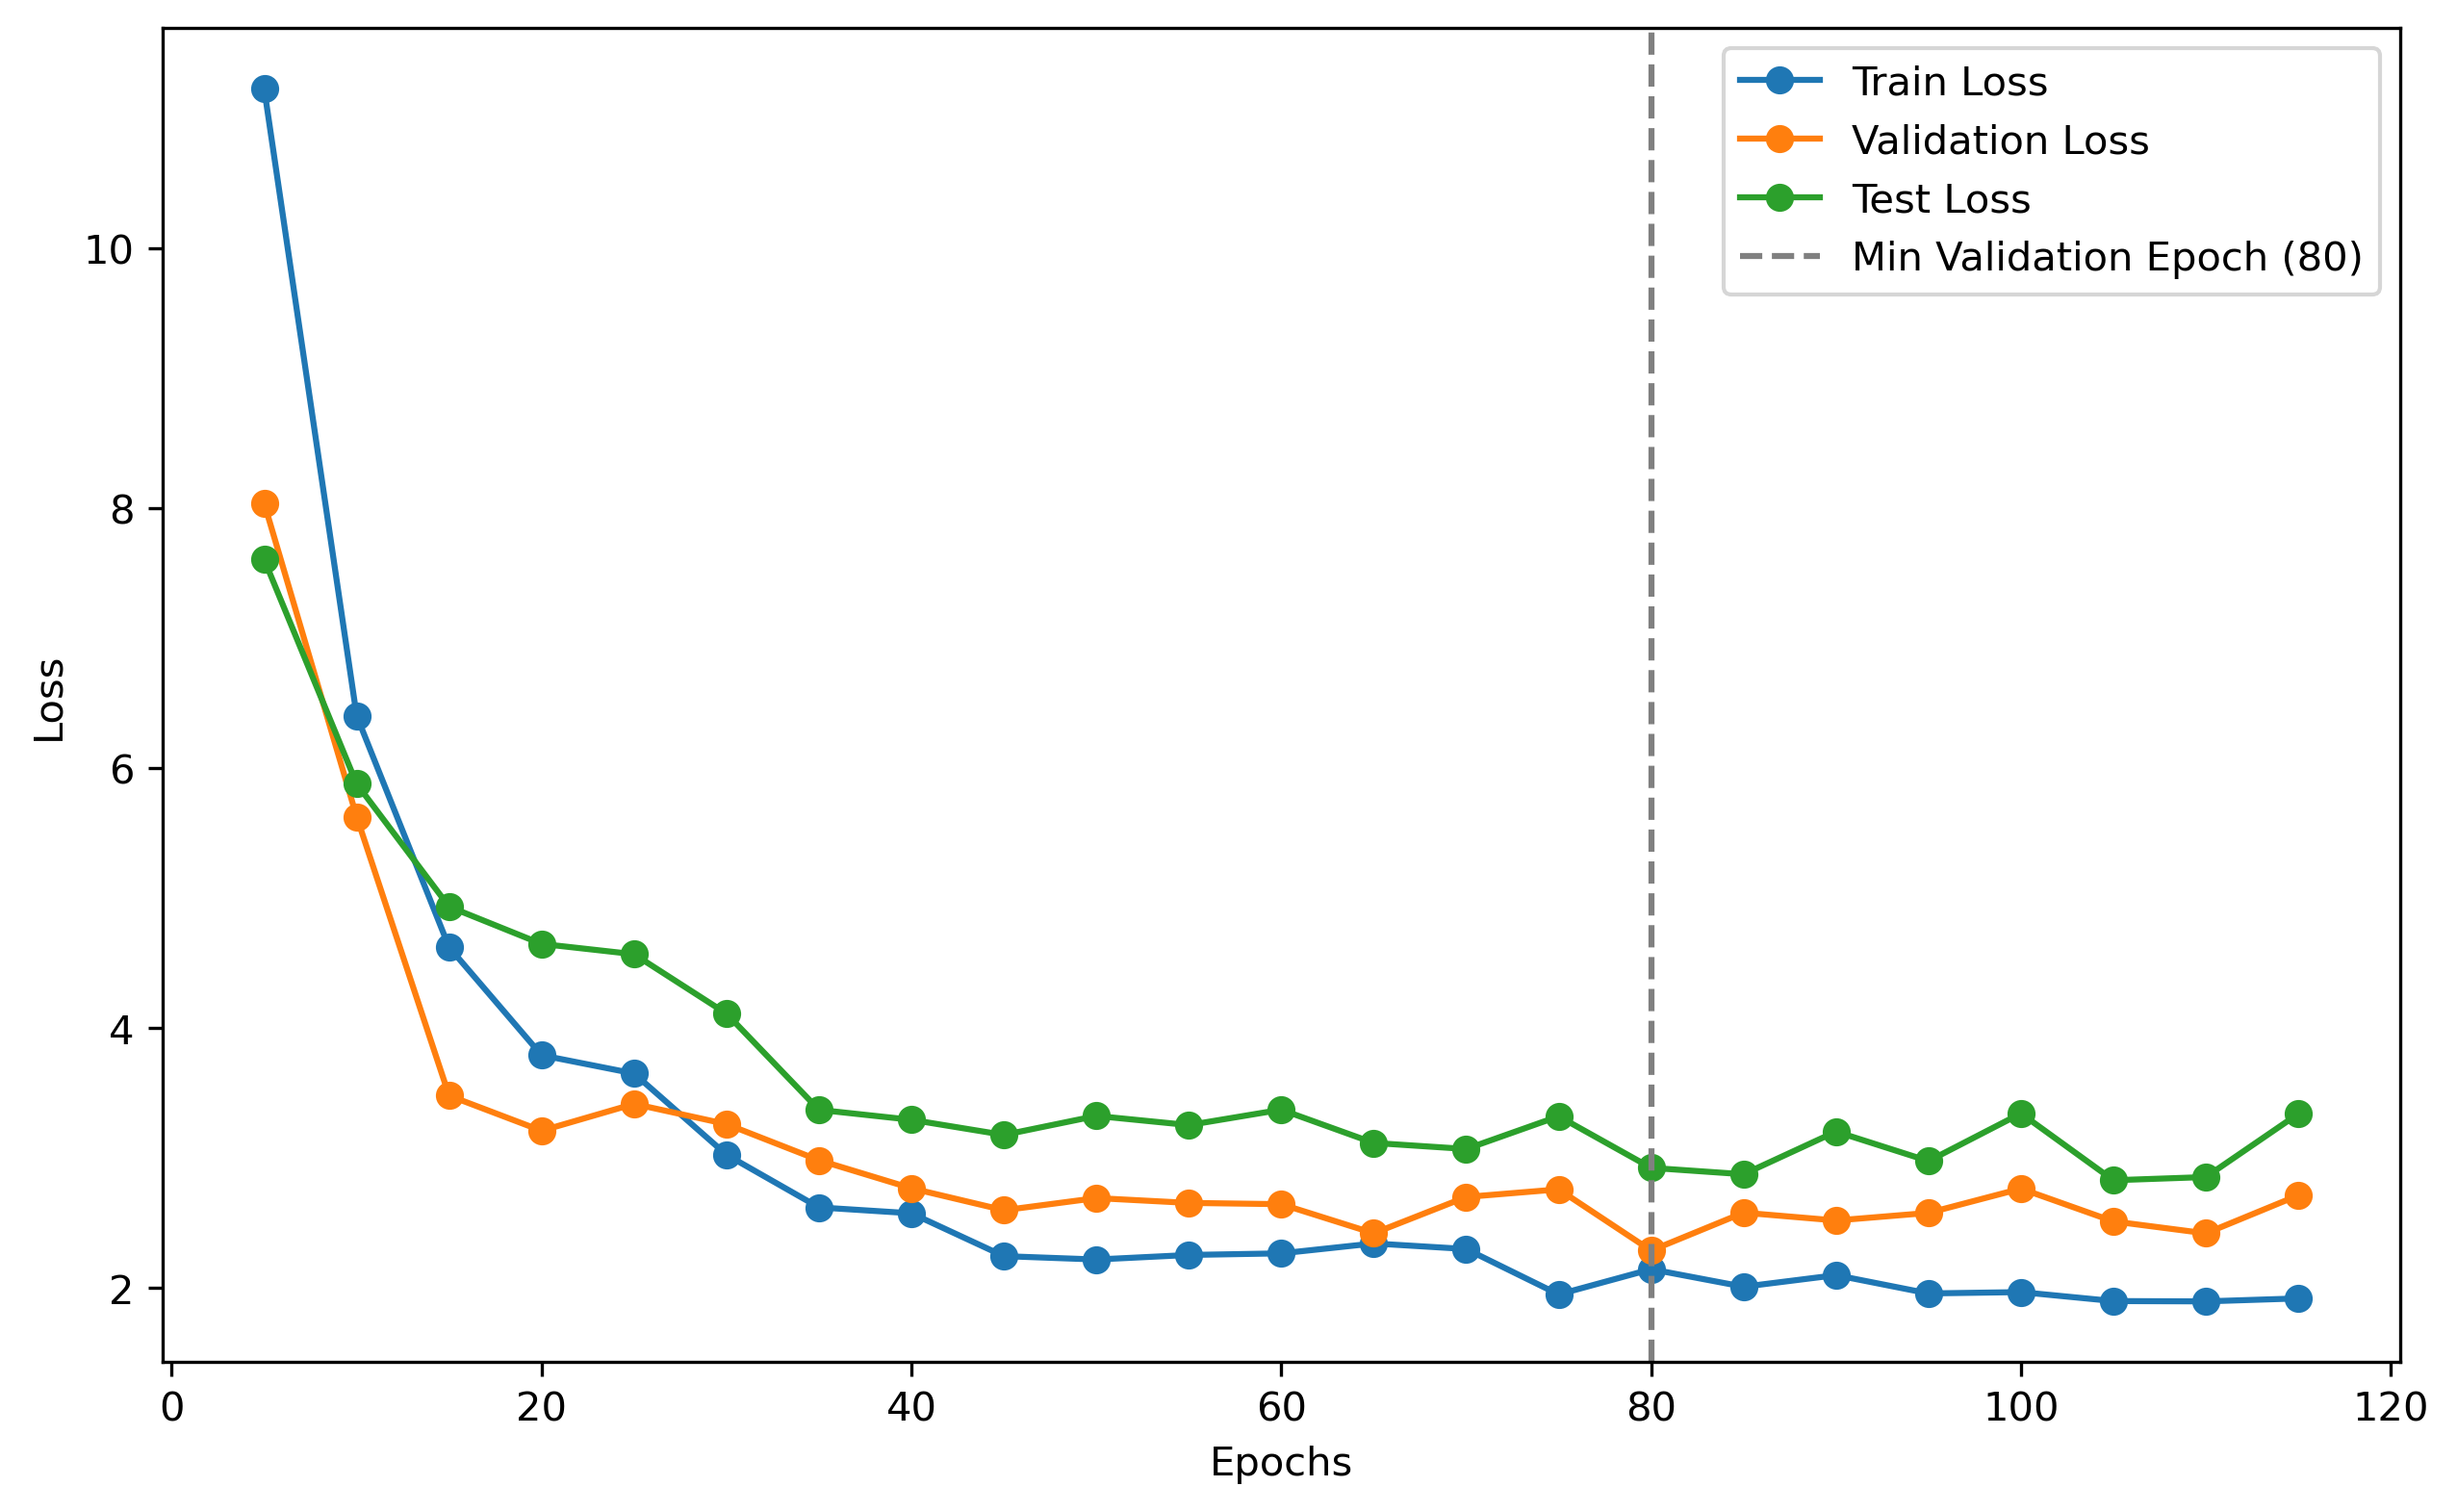 Train Loss
Validation Loss
Test Loss
Min Validation Epoch (80)
10
8
6
4
2
Loss
0 20 40 60 80 100 120
Epochs